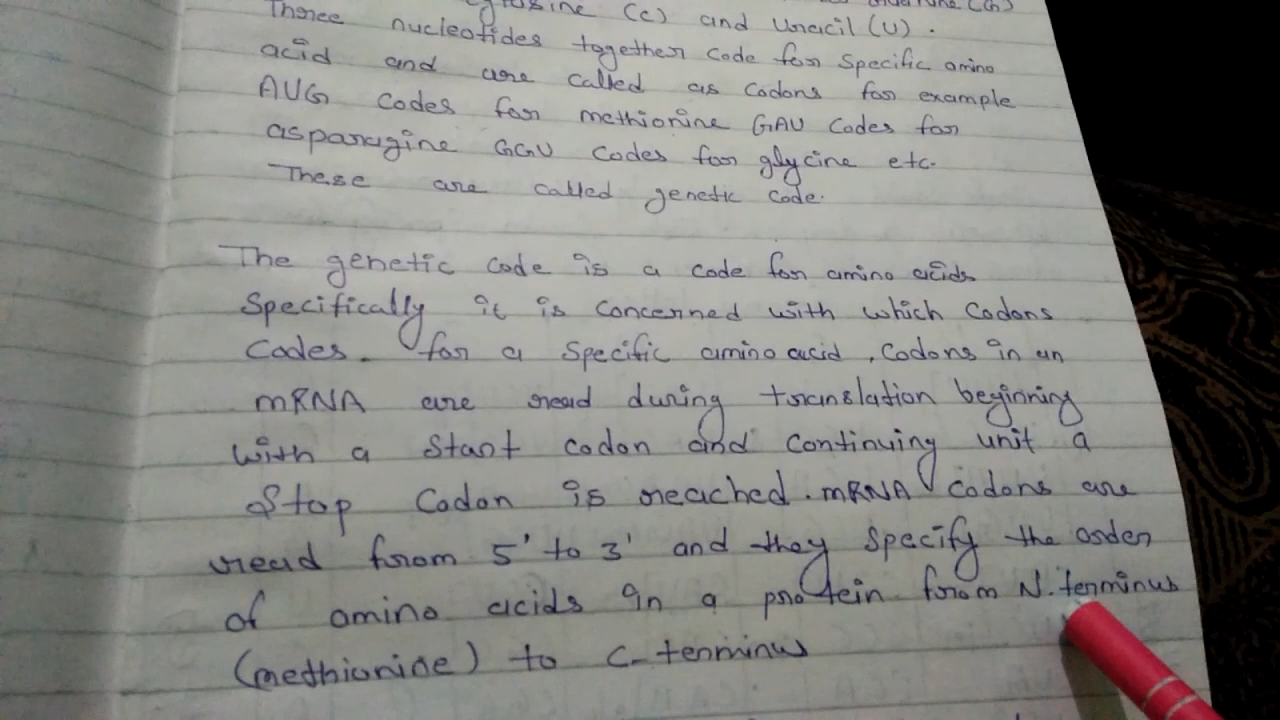 (c) and Uracil (U).
Three nucleotides together code for specific amino
acid and are called as codons for example
AUG codes for methionine GAU codes for
asparagine GGU codes for glycine etc.
These are called genetic code.
The genetic code is a code for amino acids
Specifically it is concerned with which codons
codes. for a specific amino acid, codons in an
mRNA are read during translation beginning
with a start codon and continuing unit a
stop codon is reached. mRNA codons are
read from 5' to 3' and they specify the order
of amino acids in a protein from N. terminus
(methionine) to C-terminus